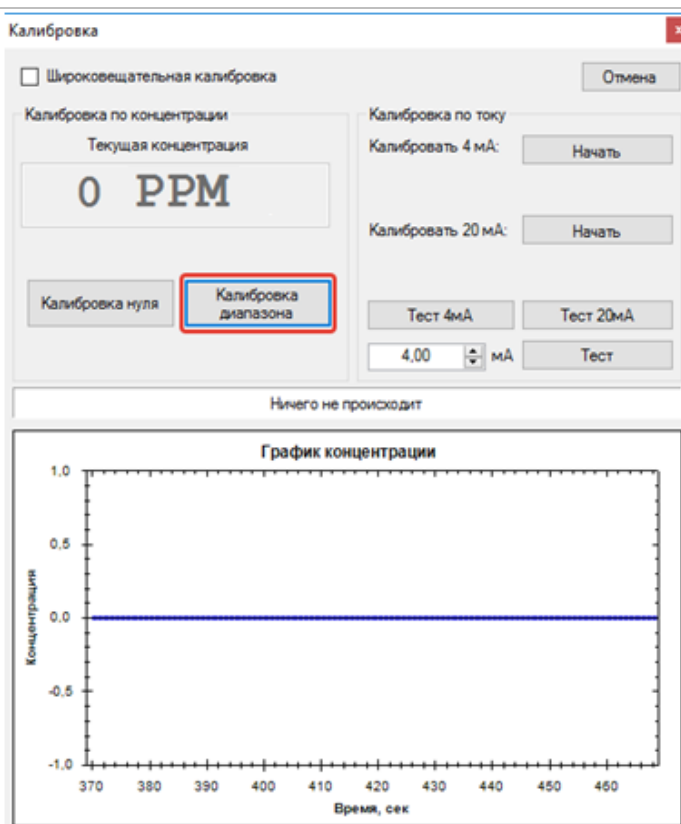 Калибровка
x
Широковещательная калибровка
Отмена
Калибровка по концентрации
Текущая концентрация
0 PPM
Калибровка нуля
Калибровка
диапазона
Калибровка по току
Калибровать 4 мА:
Начать
Калибровать 20 мА:
Начать
Тест 4мА
Тест 20мА
4,00
мА
Тест
Ничего не происходит
График концентрации
Концентрация
1,0
0,5
0,0
-0,5
-1,0
370 380 390 400 410 420 430 440 450 460
Время, сек